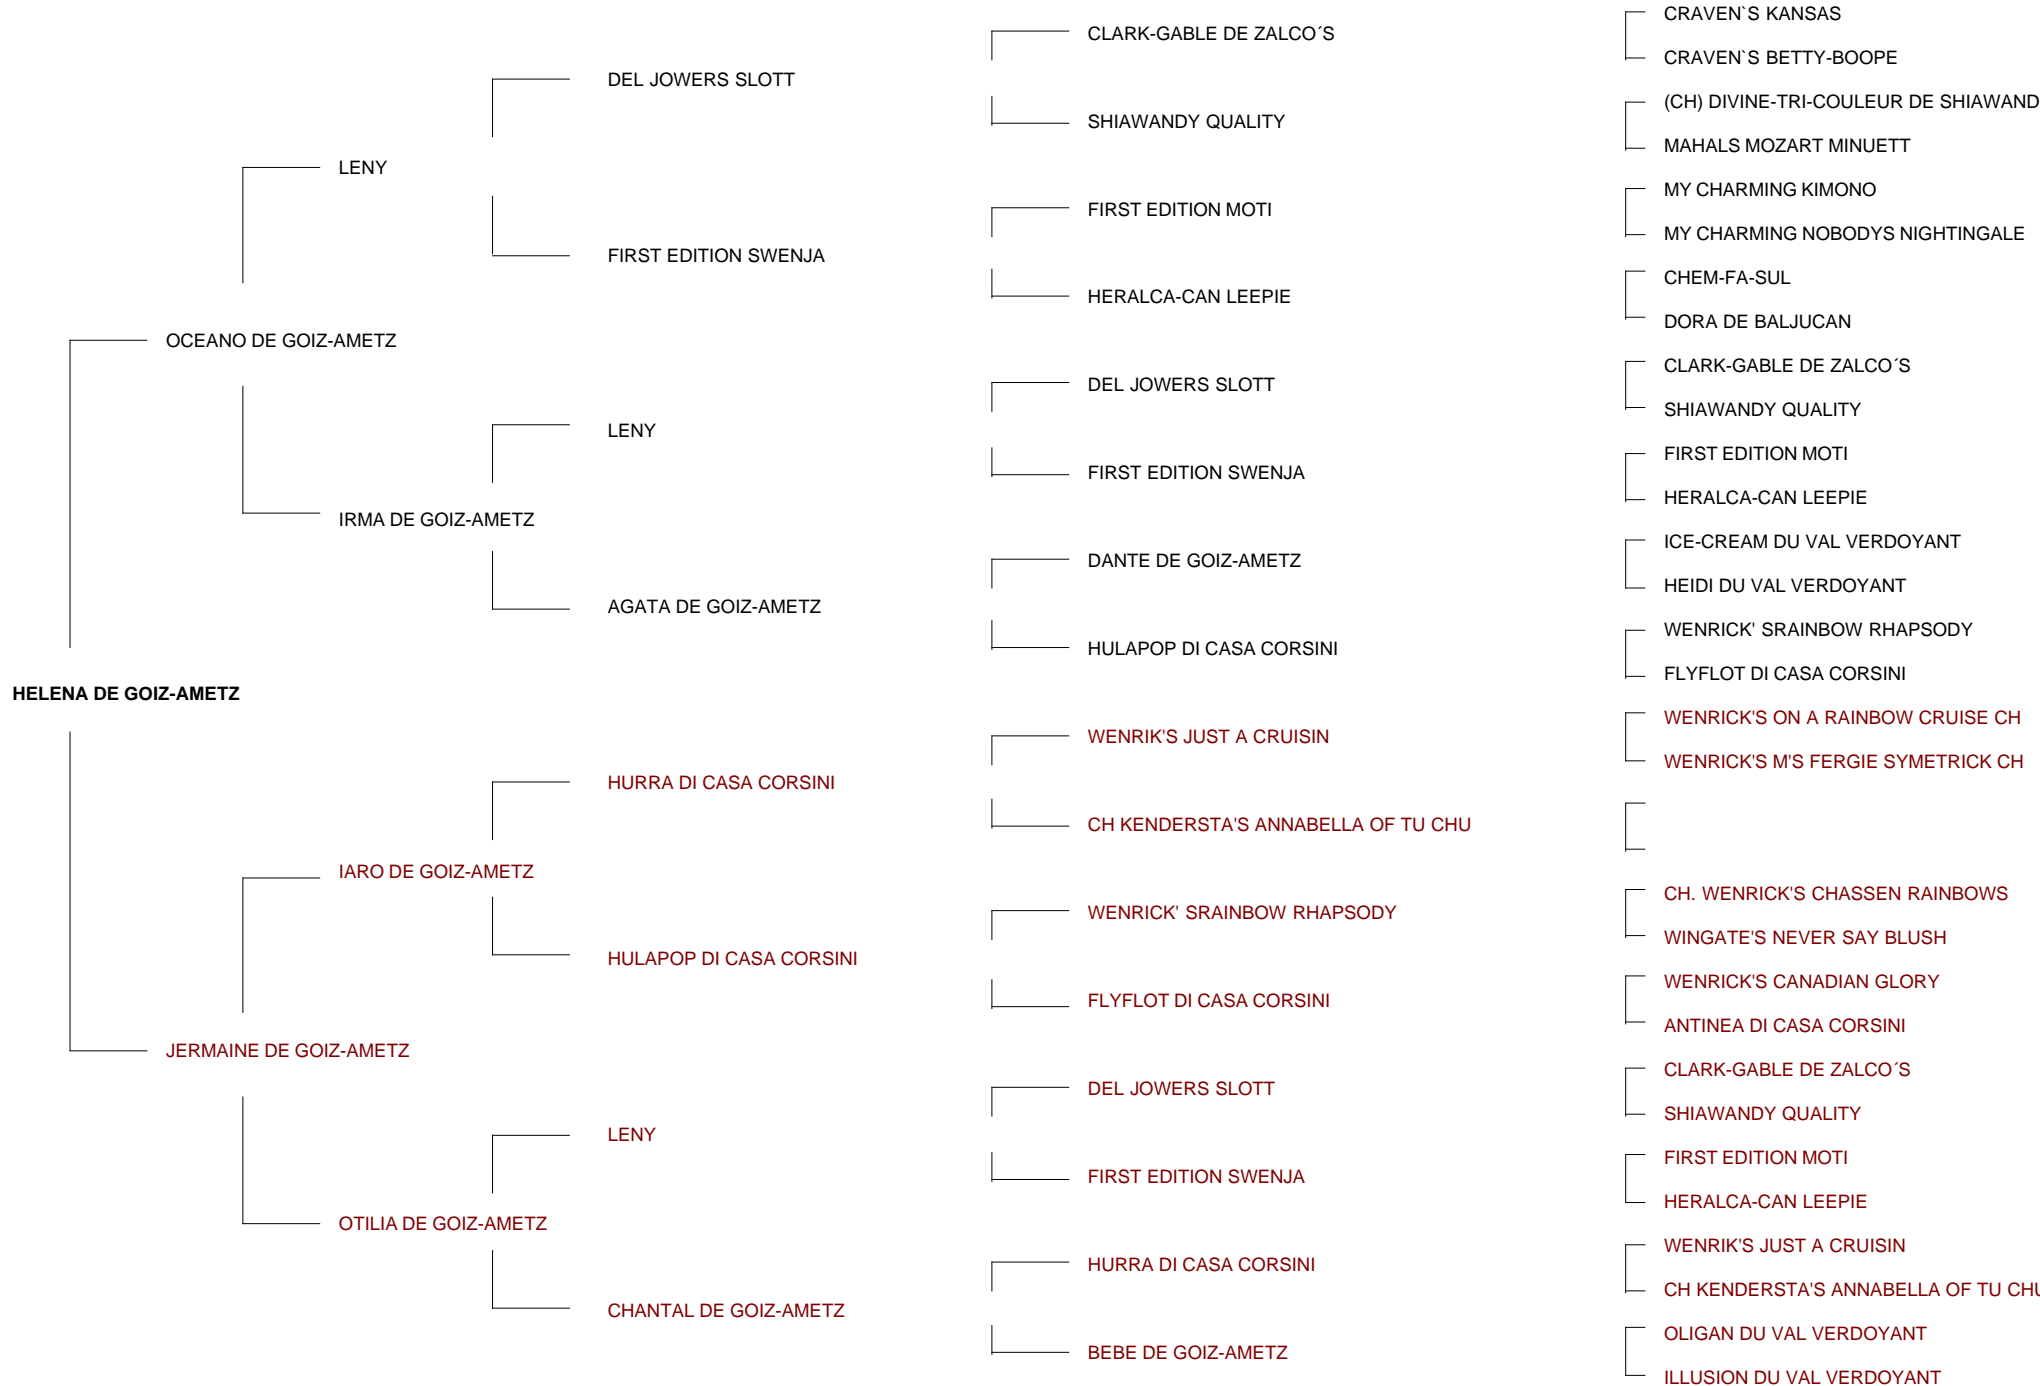 CRAVEN`S KANSAS
CLARK-GABLE DE ZALCO´S
CRAVEN`S BETTY-BOOPE
DEL JOWERS SLOTT
(CH) DIVINE-TRI-COULEUR DE SHIAWAND
SHIAWANDY QUALITY
MAHALS MOZART MINUETT
LENY
MY CHARMING KIMONO
FIRST EDITION MOTI
MY CHARMING NOBODYS NIGHTINGALE
FIRST EDITION SWENJA
CHEM-FA-SUL
HERALCA-CAN LEEPIE
DORA DE BALJUCAN
OCEANO DE GOIZ-AMETZ
CLARK-GABLE DE ZALCO´S
DEL JOWERS SLOTT
SHIAWANDY QUALITY
LENY
FIRST EDITION MOTI
FIRST EDITION SWENJA
HERALCA-CAN LEEPIE
IRMA DE GOIZ-AMETZ
ICE-CREAM DU VAL VERDOYANT
DANTE DE GOIZ-AMETZ
HEIDI DU VAL VERDOYANT
AGATA DE GOIZ-AMETZ
WENRICK' SRAINBOW RHAPSODY
HULAPOP DI CASA CORSINI
FLYFLOT DI CASA CORSINI
HELENA DE GOIZ-AMETZ
WENRICK'S ON A RAINBOW CRUISE CH
WENRIK'S JUST A CRUISIN
WENRICK'S M'S FERGIE SYMETRICK CH
HURRA DI CASA CORSINI
CH KENDERSTA'S ANNABELLA OF TU CHU
IARO DE GOIZ-AMETZ
CH. WENRICK'S CHASSEN RAINBOWS
WENRICK' SRAINBOW RHAPSODY
WINGATE'S NEVER SAY BLUSH
HULAPOP DI CASA CORSINI
WENRICK'S CANADIAN GLORY
FLYFLOT DI CASA CORSINI
ANTINEA DI CASA CORSINI
JERMAINE DE GOIZ-AMETZ
CLARK-GABLE DE ZALCO´S
DEL JOWERS SLOTT
SHIAWANDY QUALITY
LENY
FIRST EDITION MOTI
FIRST EDITION SWENJA
HERALCA-CAN LEEPIE
OTILIA DE GOIZ-AMETZ
WENRIK'S JUST A CRUISIN
HURRA DI CASA CORSINI
CH KENDERSTA'S ANNABELLA OF TU CHU
CHANTAL DE GOIZ-AMETZ
OLIGAN DU VAL VERDOYANT
BEBE DE GOIZ-AMETZ
ILLUSION DU VAL VERDOYANT